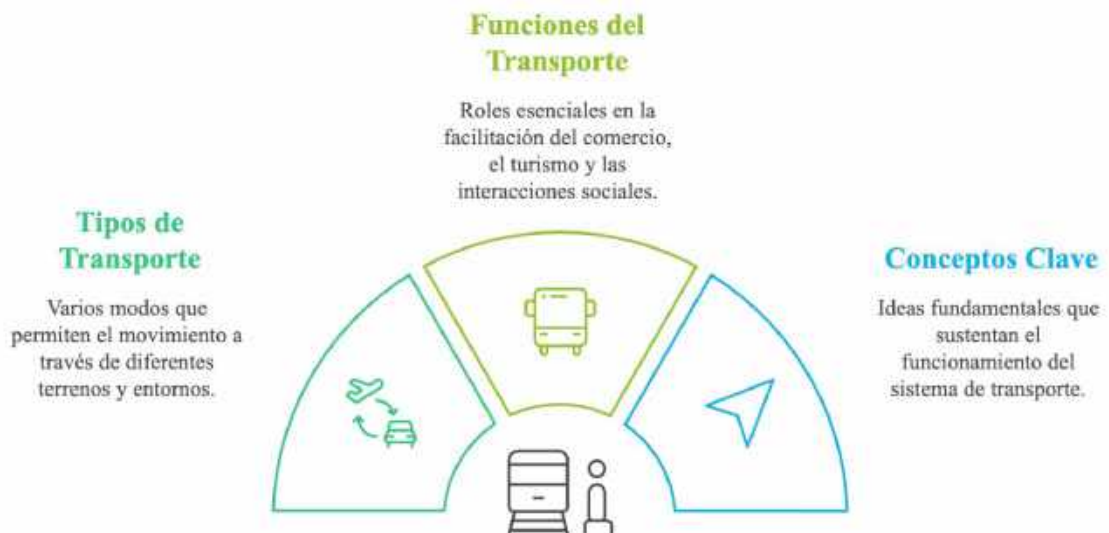 Funciones del
Transporte
Roles esenciales en la
facilitación del comercio,
el turismo y las
interacciones sociales.
Tipos de
Transporte
Varios modos que
permiten el movimiento a
través de diferentes
terrenos y entornos.
Conceptos Clave
Ideas fundamentales que
sustentan el
funcionamiento del
sistema de transporte.